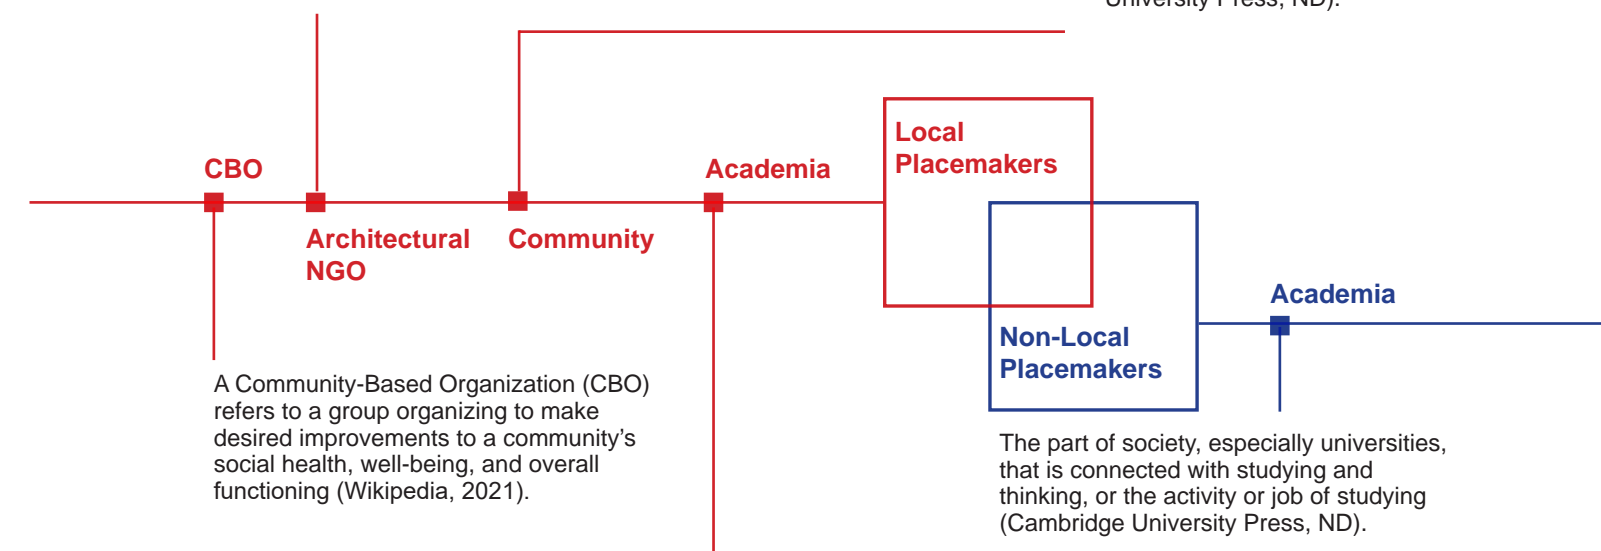 University Press, ND).
Local
Placemakers
CBO
Academia
Architectural
NGO
Community
Academia
Non-Local
Placemakers
A Community-Based Organization (CBO)
refers to a group organizing to make
desired improvements to a community’s
social health, well-being, and overall
functioning (Wikipedia, 2021).
The part of society, especially universities,
that is connected with studying and
thinking, or the activity or job of studying
(Cambridge University Press, ND).